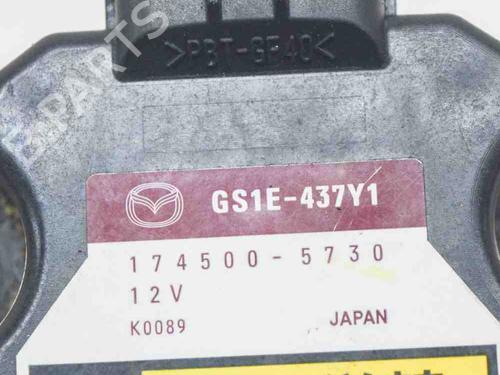 >PBT-GF40<
GS1E-437Y1
174500-5730
12V
K0089 JAPAN